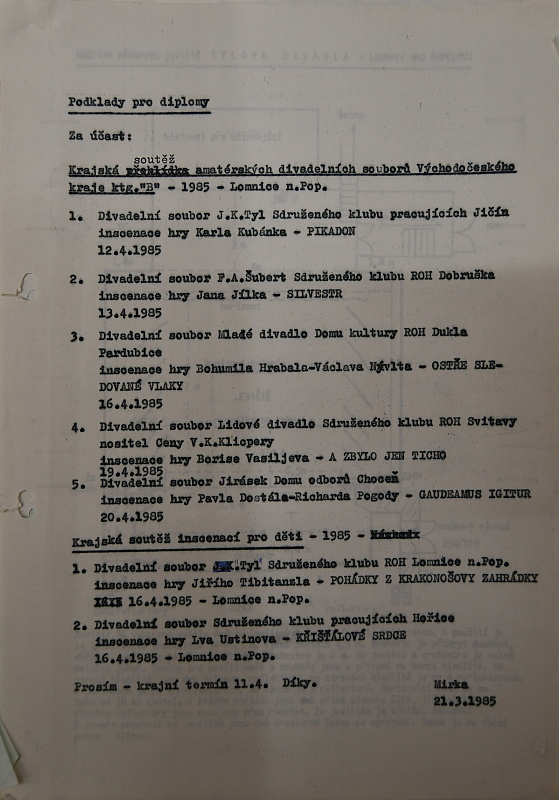 Podklady pro diplomy
Za účast:
soutěž
Krajská přehlídka amatérských divadelních souborů Východočeského
kraje ktg."B" - 1985 - Lomnice n.Pop.
1. Divadelní soubor J.K.Tyl Sdruženého klubu pracujících Jičín
inscenace hry Karla Kubánka - PIKADON
12.4.1985
2. Divadelní soubor F.A.Šubert Sdruženého klubu ROH Dobruška
inscenace hry Jana Jílka - SILVESTR
13.4.1985
3. Divadelní soubor Mladé divadlo Domu kultury ROH Dukla
Pardubice
inscenace hry Bohumila Hrabala-Václava Nývlta - OSTŘE SLE-
DOVANÉ VLAKY
16.4.1985
4. Divadelní soubor Lidové divadlo Sdruženého klubu ROH Svitavy
nositel Ceny V.K.Klicpery
inscenace hry Borise Vasiljeva - A ZBYLO JEN TICHO
19.4.1985
5. Divadelní soubor Jirásek Domu odborů Choceň
inscenace hry Pavla Dostála-Richarda Pogody - GAUDEAMUS IGITUR
20.4.1985
Krajská soutěž inscenací pro děti - 1985 -
1. Divadelní soubor J.K.Tyl Sdruženého klubu ROH Lomnice n.Pop.
inscenace hry Jiřího Tibitanzla - POHÁDKY Z KRAKONOŠOVY ZAHRÁDKY
16.4.1985 - Lomnice n.Pop.
2. Divadelní soubor Sdruženého klubu pracujících Hořice
inscenace hry Lva Ustinova - KŘIŠŤÁLOVÉ SRDCE
16.4.1985 - Lomnice n.Pop.
Prosím - krajní termín 11.4. Díky. Mirka
21.3.1985